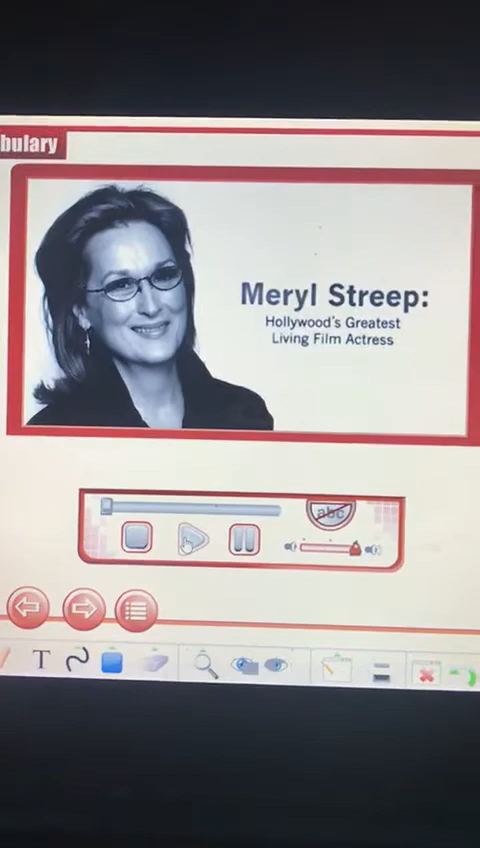 bulary
Meryl Streep:
Hollywood's Greatest
Living Film Actress
abc
T